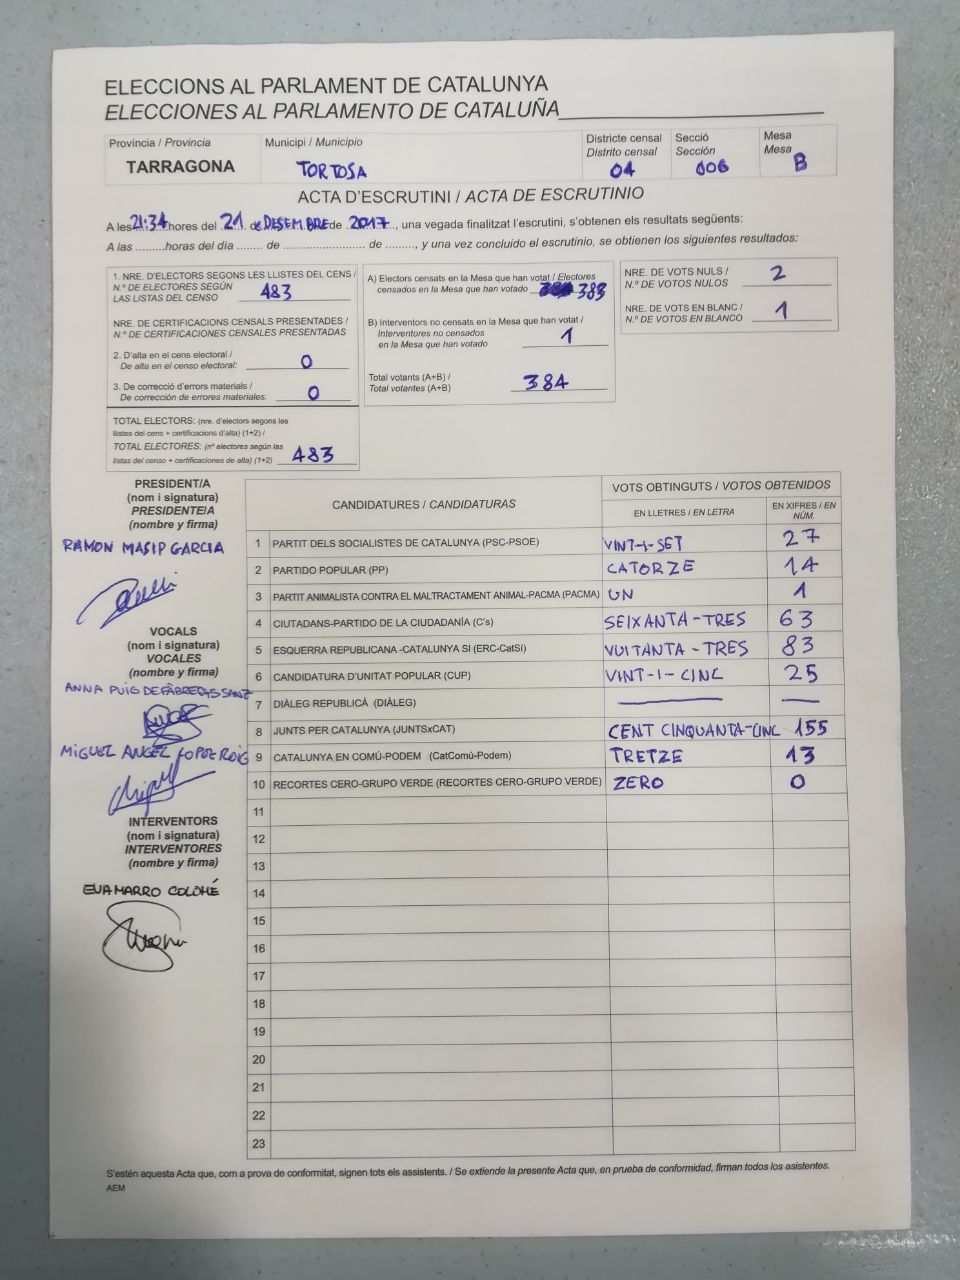 ELECCIONS AL PARLAMENT DE CATALUNYA
ELECCIONES AL PARLAMENTO DE CATALUÑA
Província / Provincia
TARRAGONA
Municipi / Municipio
TORTOSA
Districte censal
Distrito censal
04
Secció
Sección
006
Mesa
Mesa
B
ACTA D'ESCRUTINI / ACTA DE ESCRUTINIO
A les 21:34 hores del 21 de DESEMBRE de 2017, una vegada finalitzat l'escrutini, s'obtenen els resultats següents:
A las .........horas del día ........ de ......................... de ........., y una vez concluido el escrutinio, se obtienen los siguientes resultados:
1. NRE. D'ELECTORS SEGONS LES LLISTES DEL CENS /
N.º DE ELECTORES SEGÚN
LAS LISTAS DEL CENSO 483
NRE. DE CERTIFICACIONS CENSALS PRESENTADES /
N.º DE CERTIFICACIONES CENSALES PRESENTADAS
2. D'alta en el cens electoral /
De alta en el censo electoral: 0
3. De correcció d'errors materials /
De corrección de errores materiales: 0
TOTAL ELECTORS: (nre. d'electors segons les
llistes del cens + certificacions d'alta) (1+2) /
TOTAL ELECTORES: (nº electores según las
listas del censo + certificaciones de alta) (1+2) 483
A) Electors censats en la Mesa que han votat / Electores
censados en la Mesa que han votado 383
B) Interventors no censats en la Mesa que han votat /
Interventores no censados
en la Mesa que han votado 1
Total votants (A+B) /
Total votantes (A+B) 384
NRE. DE VOTS NULS /
N.º DE VOTOS NULOS 2
NRE. DE VOTS EN BLANC /
N.º DE VOTOS EN BLANCO 1
PRESIDENT/A
(nom i signatura)
PRESIDENTE/A
(nombre y firma)
RAMON MASIP GARCIA
VOCALS
(nom i signatura)
VOCALES
(nombre y firma)
ANNA PUIG DEFÀBREGAS SANZ
MIGUEL ANGEL LOPEZ ROIG
INTERVENTORS
(nom i signatura)
INTERVENTORES
(nombre y firma)
EVA MARRO COLOMÉ
CANDIDATURES / CANDIDATURAS
VOTS OBTINGUTS / VOTOS OBTENIDOS
EN LLETRES / EN LETRA
EN XIFRES / EN NÚM.
1 PARTIT DELS SOCIALISTES DE CATALUNYA (PSC-PSOE) VINT-I-SET 27
2 PARTIDO POPULAR (PP) CATORZE 14
3 PARTIT ANIMALISTA CONTRA EL MALTRACTAMENT ANIMAL-PACMA (PACMA) UN 1
4 CIUTADANS-PARTIDO DE LA CIUDADANÍA (C's) SEIXANTA-TRES 63
5 ESQUERRA REPUBLICANA -CATALUNYA SI (ERC-CatSí) VUITANTA-TRES 83
6 CANDIDATURA D'UNITAT POPULAR (CUP) VINT-I-CINC 25
7 DIÀLEG REPUBLICÀ (DIÀLEG)
8 JUNTS PER CATALUNYA (JUNTSxCAT) CENT CINQUANTA-CINC 155
9 CATALUNYA EN COMÚ-PODEM (CatComú-Podem) TRETZE 13
10 RECORTES CERO-GRUPO VERDE (RECORTES CERO-GRUPO VERDE) ZERO 0
11
12
13
14
15
16
17
18
19
20
21
22
23
S'estén aquesta Acta que, com a prova de conformitat, signen tots els assistents. / Se extiende la presente Acta que, en prueba de conformidad, firman todos los asistentes.
AEM